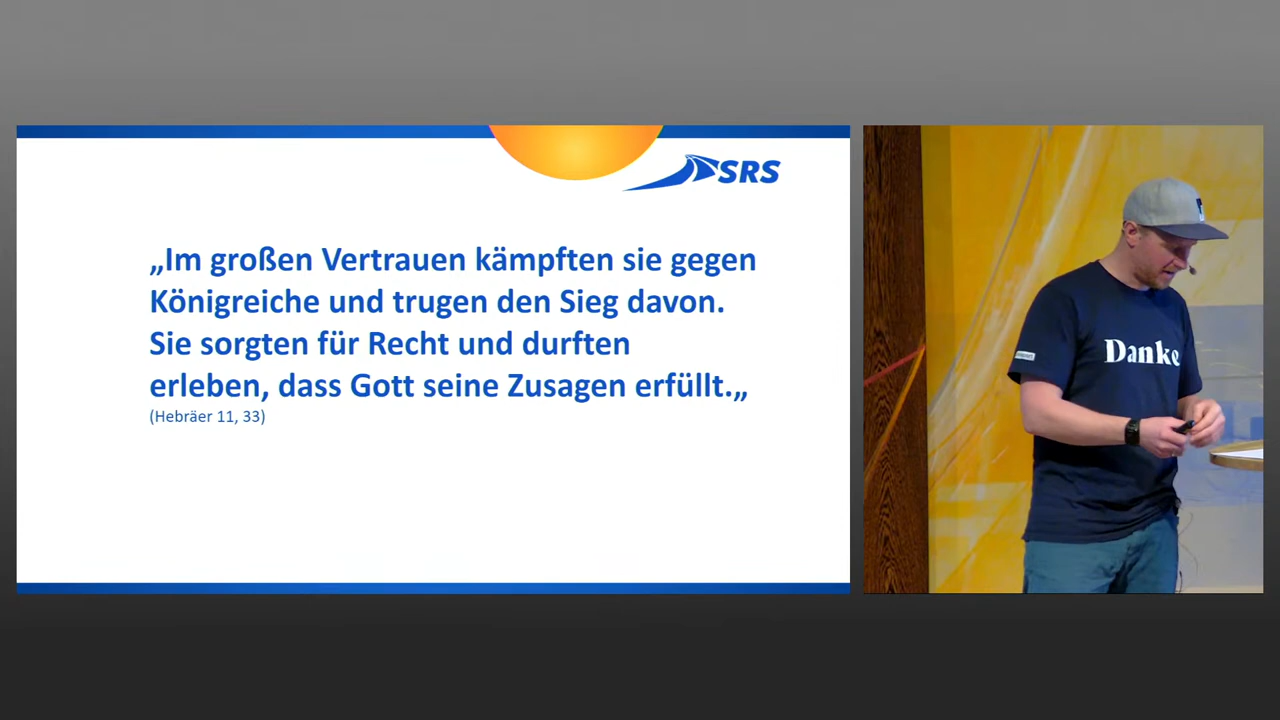 SRS
„Im großen Vertrauen kämpften sie gegen
Königreiche und trugen den Sieg davon.
Sie sorgten für Recht und durften
erleben, dass Gott seine Zusagen erfüllt.„
(Hebräer 11, 33)
Danke